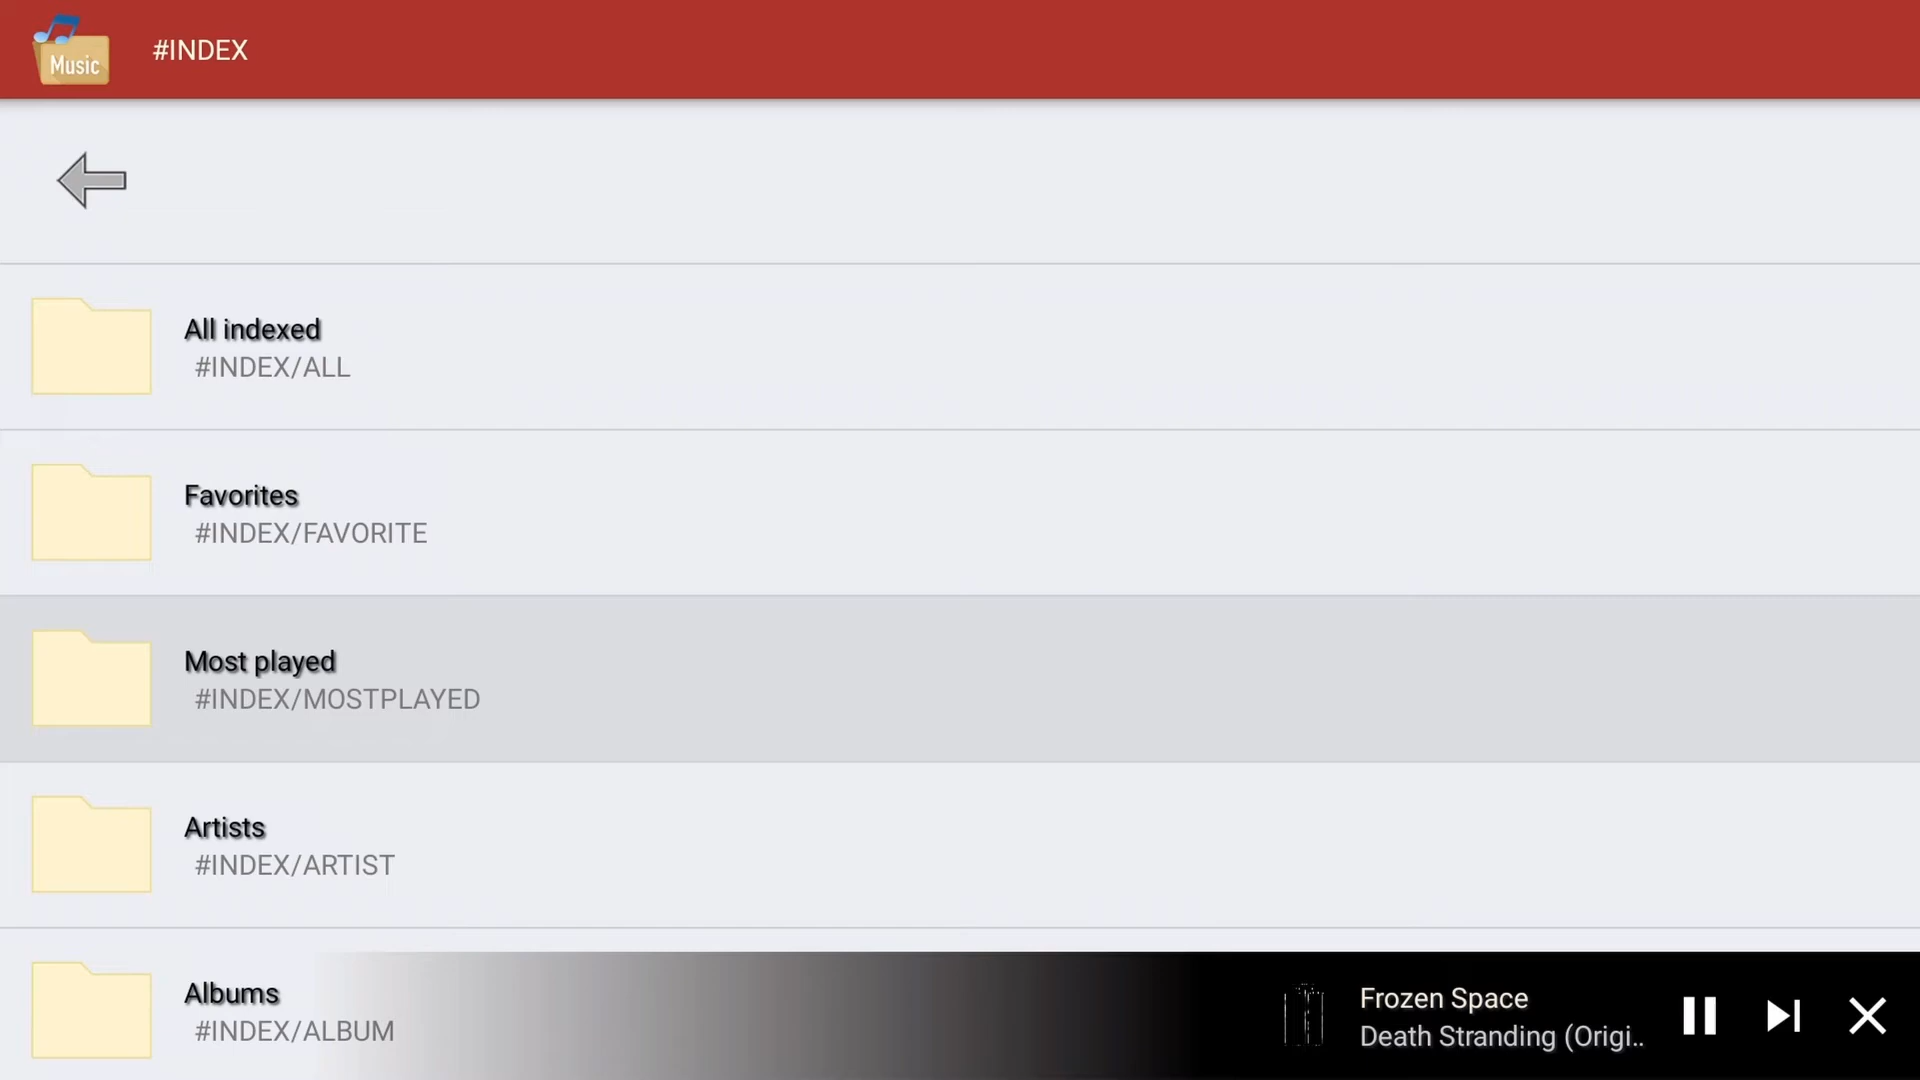 Music
#INDEX
All indexed
#INDEX/ALL
Favorites
#INDEX/FAVORITE
Most played
#INDEX/MOSTPLAYED
Artists
#INDEX/ARTIST
Albums
#INDEX/ALBUM
Frozen Space
Death Stranding (Origi..